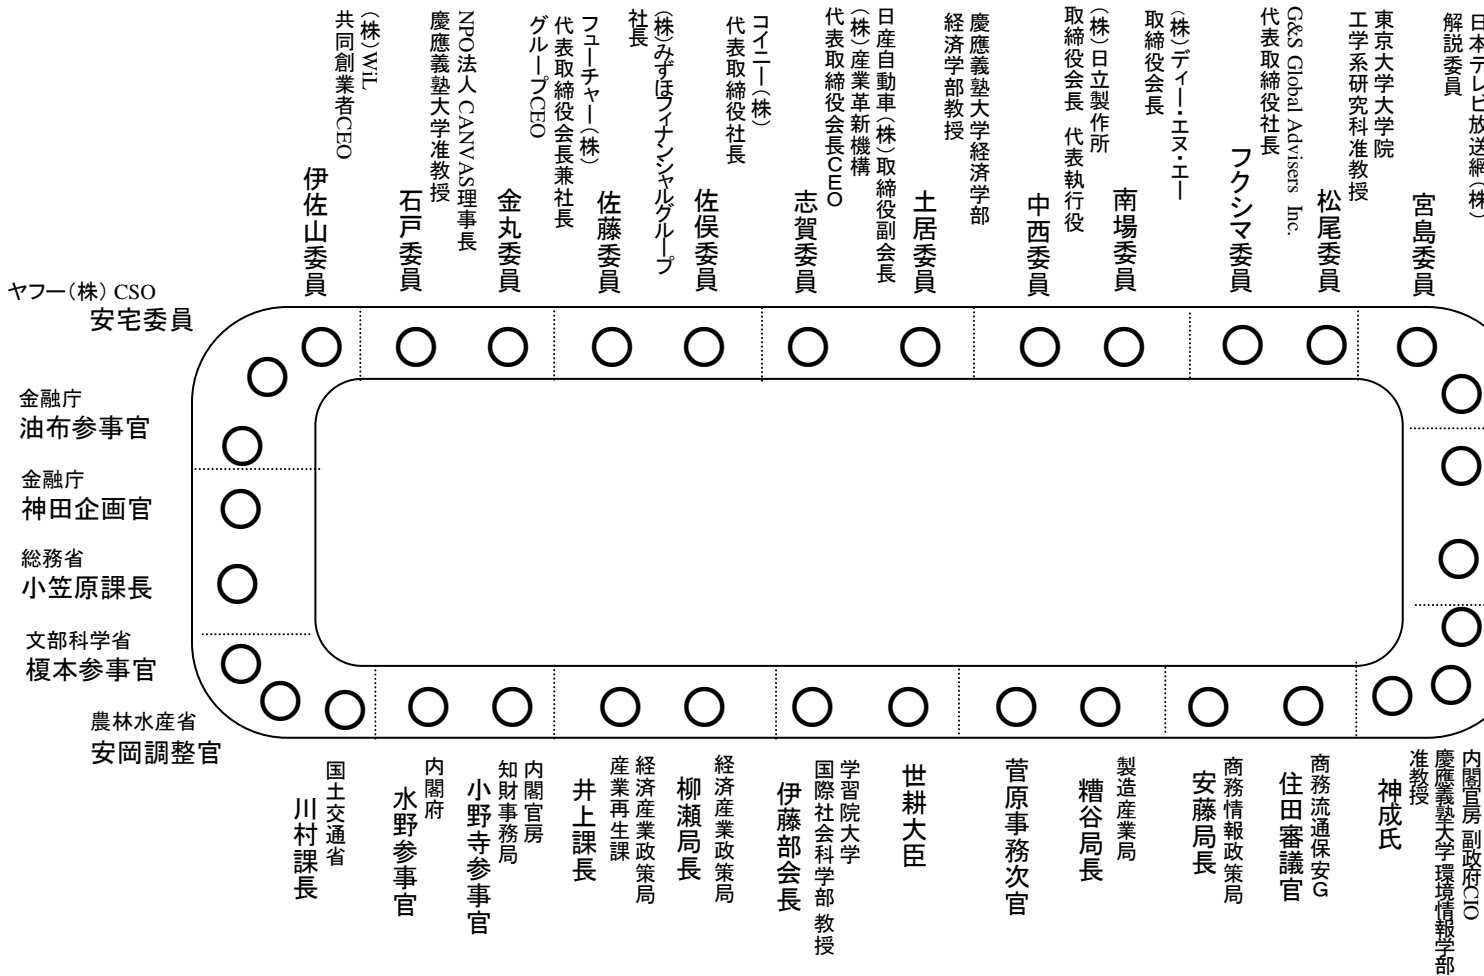 (株)WiL
共同創業者CEO
伊佐山委員
NPO法人 CANVAS理事長
慶應義塾大学准教授
石戸委員
フューチャー(株)
代表取締役会長兼社長
グループCEO
金丸委員
(株)みずほフィナンシャルグループ
社長
佐藤委員
コイニー(株)
代表取締役社長
佐俣委員
日産自動車(株)取締役副会長
(株)産業革新機構
代表取締役会長CEO
志賀委員
慶應義塾大学経済学部
経済学部教授
土居委員
(株)日立製作所
取締役会長 代表執行役
中西委員
(株)ディー・エヌ・エー
取締役会長
南場委員
G&S Global Advisers Inc.
代表取締役社長
フクシマ委員
東京大学大学院
工学系研究科准教授
松尾委員
日本テレビ放送網(株)
解説委員
宮島委員
ヤフー(株) CSO
安宅委員
金融庁
油布参事官
金融庁
神田企画官
総務省
小笠原課長
文部科学省
榎本参事官
農林水産省
安岡調整官
国土交通省
川村課長
内閣府
水野参事官
内閣官房
知財事務局
小野寺参事官
経済産業政策局
産業再生課
井上課長
経済産業政策局
柳瀬局長
学習院大学
国際社会科学部 教授
伊藤部会長
世耕大臣
菅原事務次官
製造産業局
糟谷局長
商務情報政策局
安藤局長
商務流通保安G
住田審議官
内閣官房 副政府CIO
慶應義塾大学 環境情報学部
准教授
神成氏